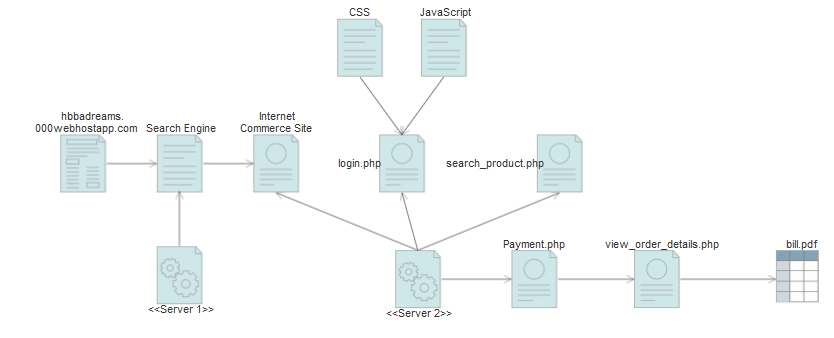 CSS
JavaScript
hbbadreams.
000webhostapp.com
Search Engine
Internet
Commerce Site
login.php
search_product.php
Payment.php
view_order_details.php
bill.pdf
<<Server 1>>
<<Server 2>>